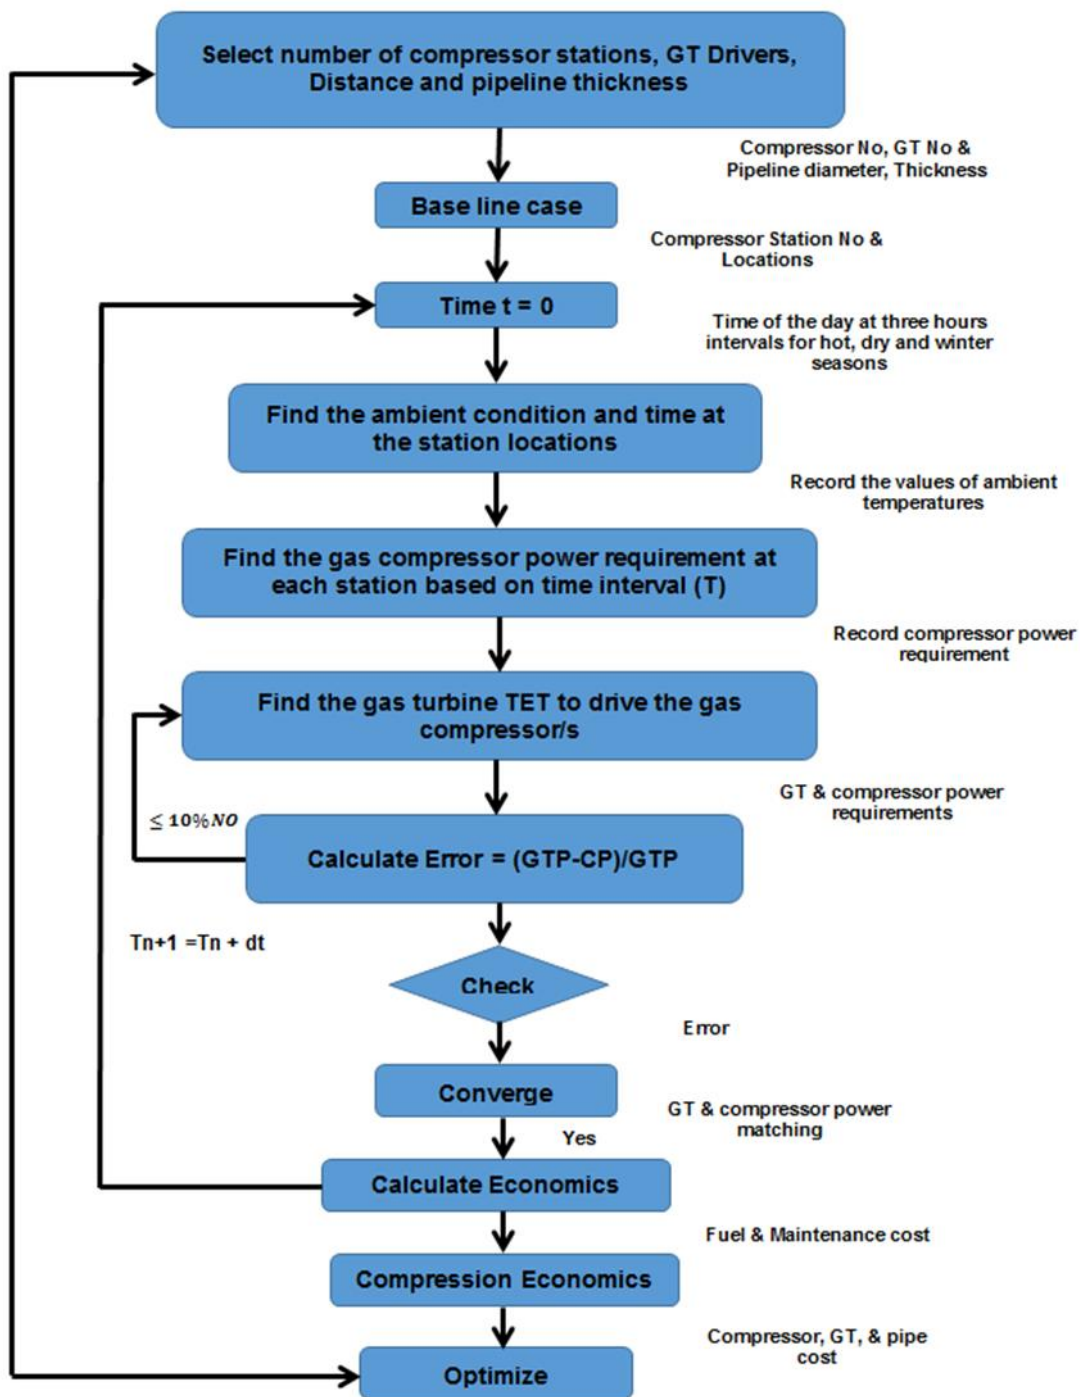 Select number of compressor stations, GT Drivers,
Distance and pipeline thickness
Compressor No, GT No &
Pipeline diameter, Thickness
Base line case
Compressor Station No &
Locations
Time t = 0
Time of the day at three hours
intervals for hot, dry and winter
seasons
Find the ambient condition and time at
the station locations
Record the values of ambient
temperatures
Find the gas compressor power requirement at
each station based on time interval (T)
Record compressor power
requirement
Find the gas turbine TET to drive the gas
compressor/s
GT & compressor power
requirements
≤ 10%NO
Calculate Error = (GTP-CP)/GTP
Tn+1 =Tn + dt
Check
Error
Converge
GT & compressor power
matching
Yes
Calculate Economics
Fuel & Maintenance cost
Compression Economics
Compressor, GT, & pipe
cost
Optimize